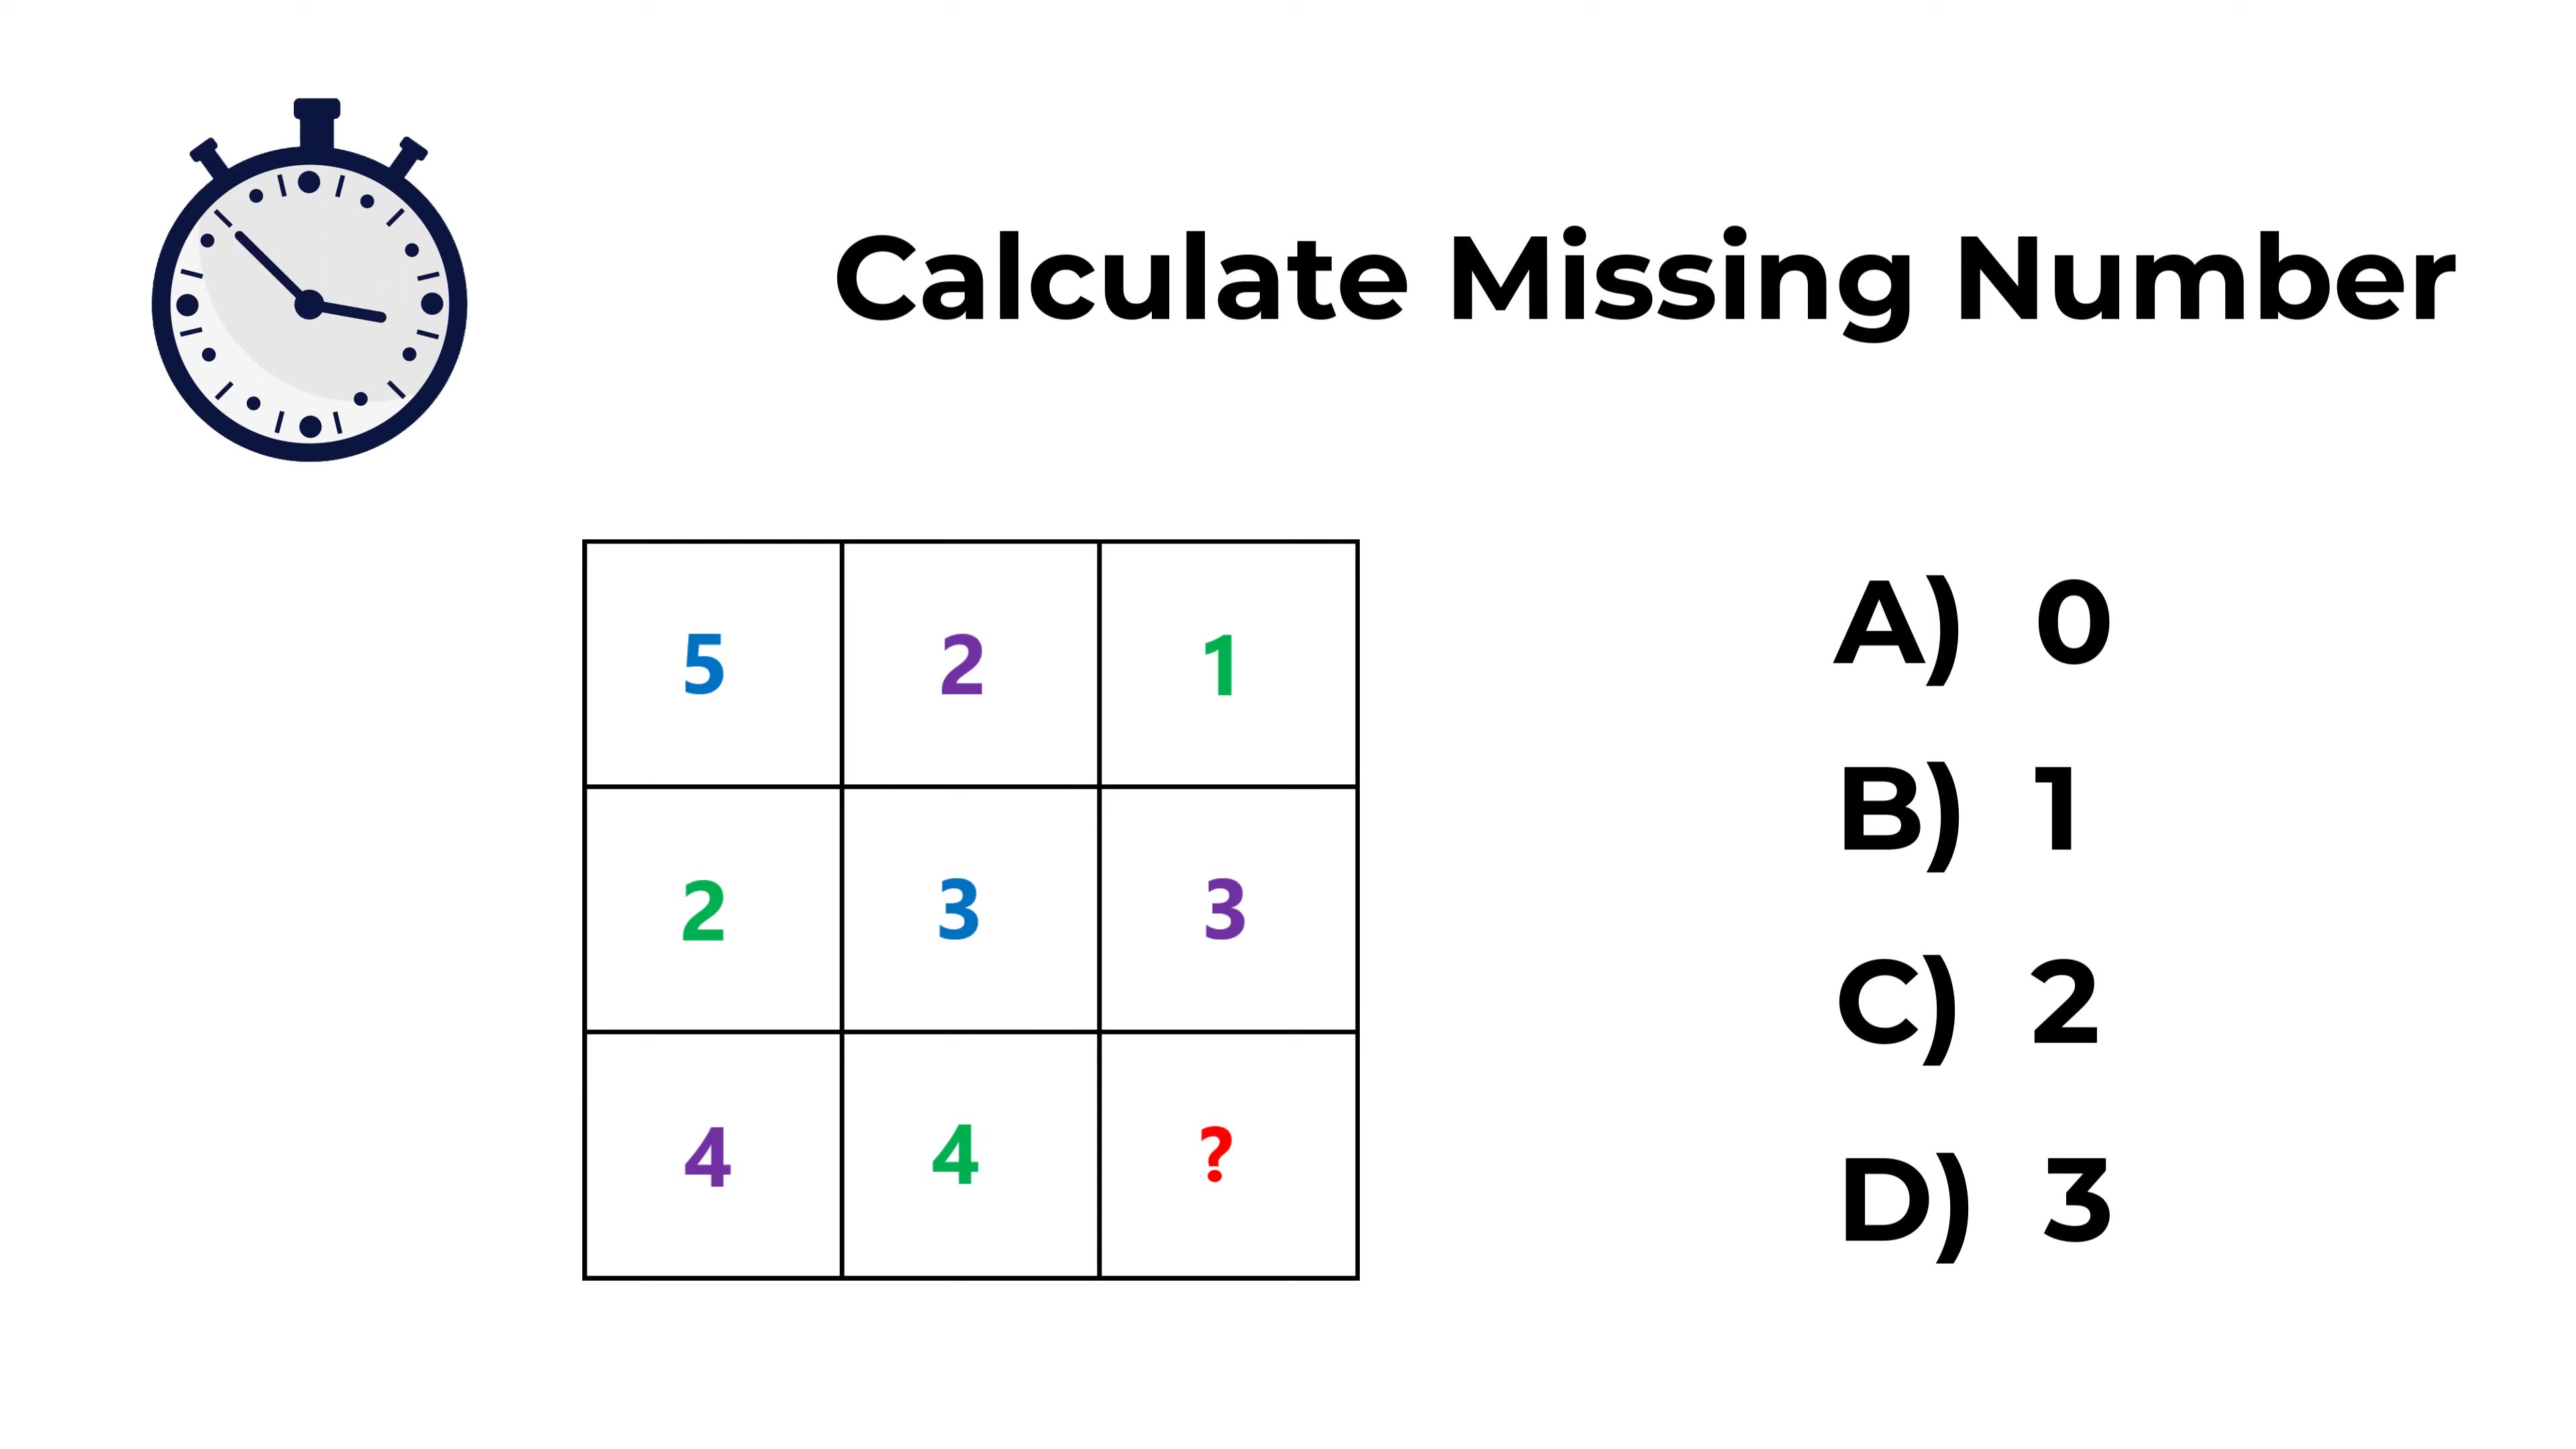 Calculate Missing Number
5 2 1
2 3 3
4 4 ?
A) 0
B) 1
C) 2
D) 3